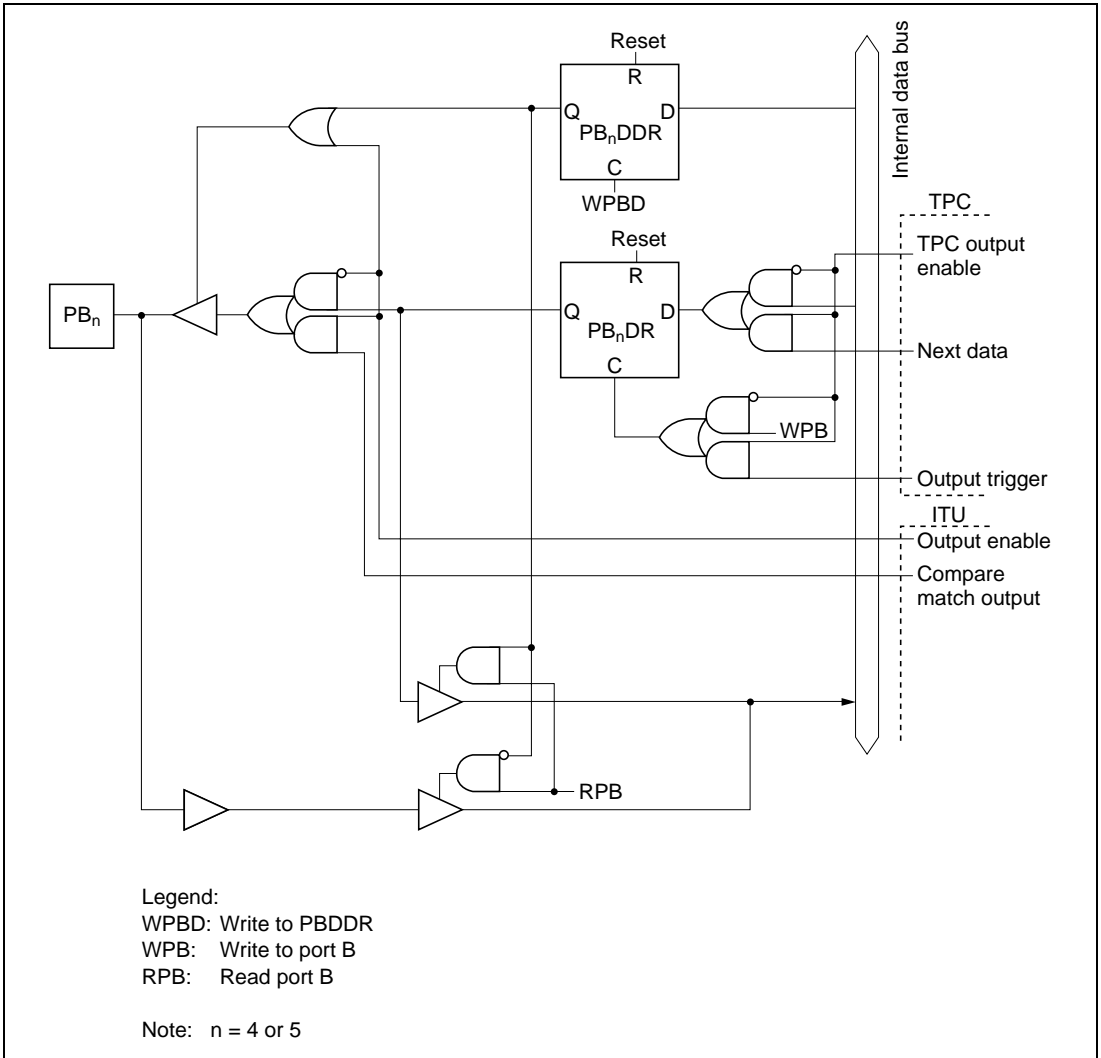 Reset
R
Internal data bus
Q
D
PBnDDR
C
WPBD
TPC
Reset
R
TPC output
enable
PBn
Q
D
PBnDR
C
Next data
WPB
Output trigger
ITU
Output enable
Compare
match output
RPB
Legend:
WPBD: Write to PBDDR
WPB: Write to port B
RPB: Read port B
Note: n = 4 or 5